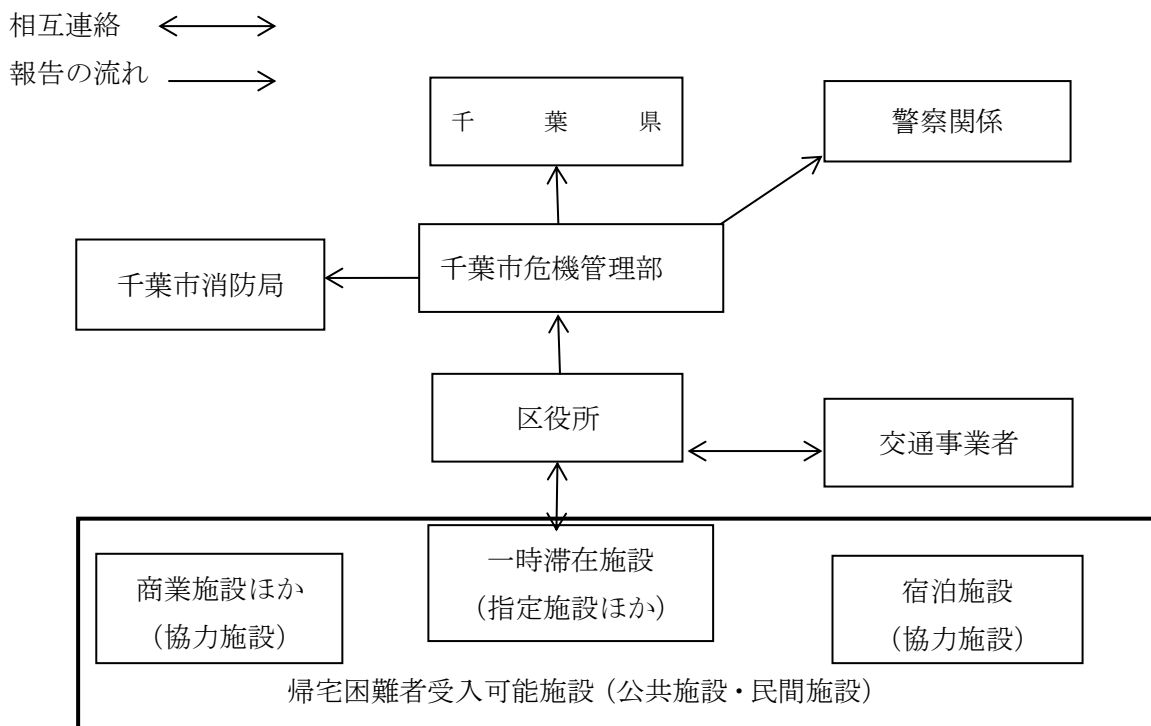 相互連絡
報告の流れ
千葉県
警察関係
千葉市消防局
千葉市危機管理部
区役所
交通事業者
商業施設ほか
（協力施設）
一時滞在施設
（指定施設ほか）
宿泊施設
（協力施設）
帰宅困難者受入可能施設（公共施設・民間施設）